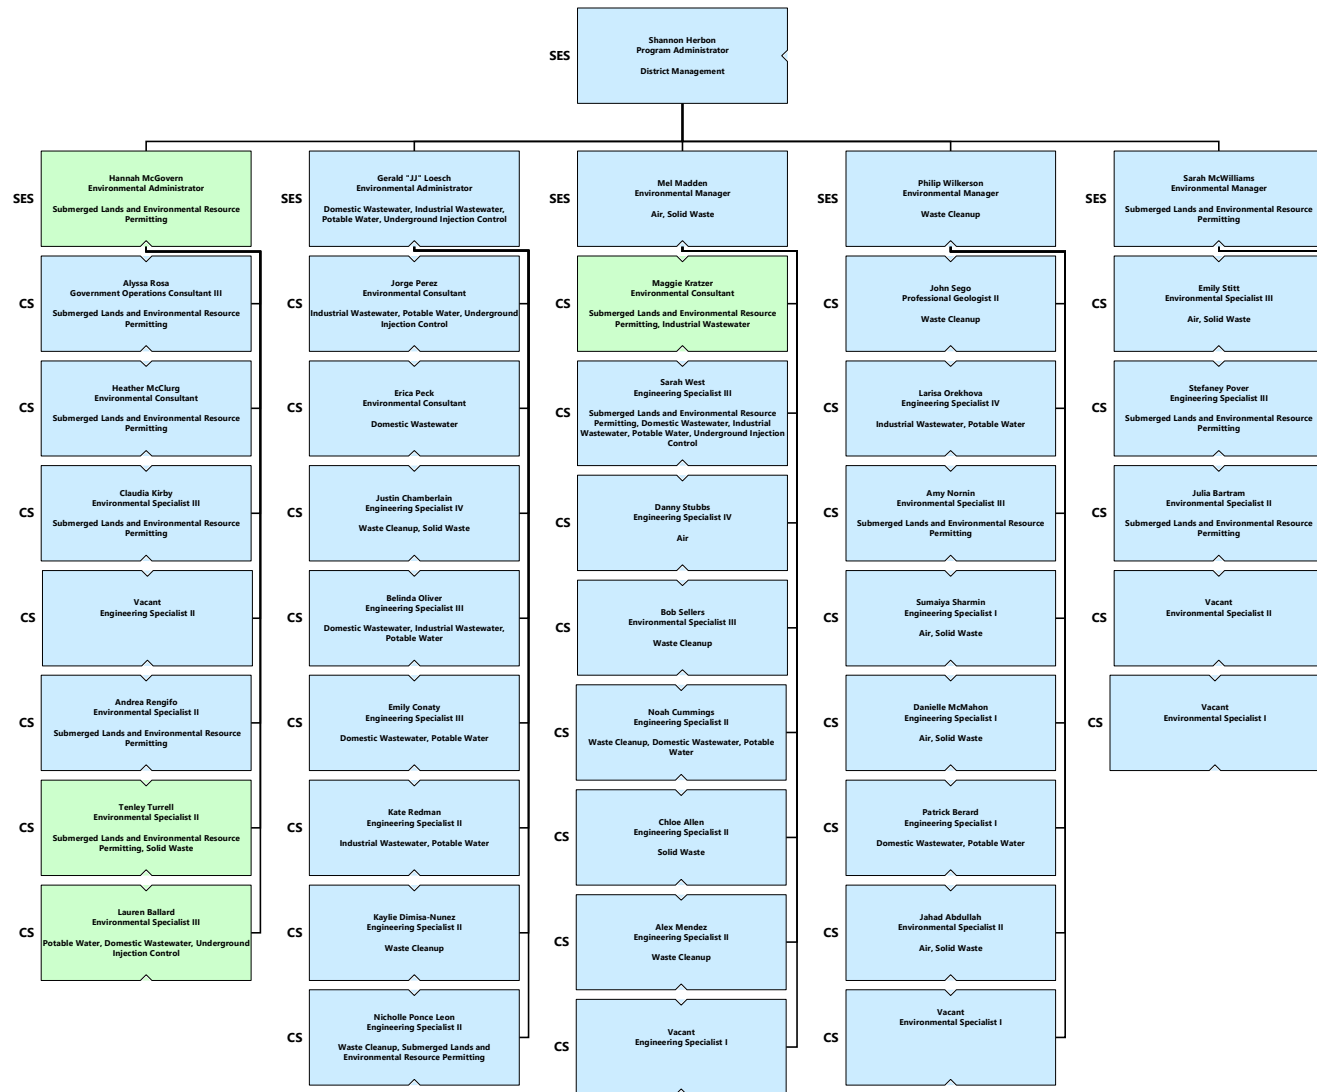 SES
Shannon Herbon
Program Administrator
District Management
SES
Hannah McGovern
Environmental Administrator
Submerged Lands and Environmental Resource
Permitting
CS
Alyssa Rosa
Government Operations Consultant III
Submerged Lands and Environmental Resource
Permitting
CS
Heather McClurg
Environmental Consultant
Submerged Lands and Environmental Resource
Permitting
CS
Claudia Kirby
Environmental Specialist III
Submerged Lands and Environmental Resource
Permitting
CS
Vacant
Engineering Specialist II
CS
Andrea Rengifo
Environmental Specialist II
Submerged Lands and Environmental Resource
Permitting
CS
Tenley Turrell
Environmental Specialist II
Submerged Lands and Environmental Resource
Permitting, Solid Waste
CS
Lauren Ballard
Environmental Specialist III
Potable Water, Domestic Wastewater, Underground
Injection Control
SES
Gerald "JJ" Loesch
Environmental Administrator
Domestic Wastewater, Industrial Wastewater,
Potable Water, Underground Injection Control
CS
Jorge Perez
Environmental Consultant
Industrial Wastewater, Potable Water, Underground
Injection Control
CS
Erica Peck
Environmental Consultant
Domestic Wastewater
CS
Justin Chamberlain
Engineering Specialist IV
Waste Cleanup, Solid Waste
CS
Belinda Oliver
Engineering Specialist III
Domestic Wastewater, Industrial Wastewater,
Potable Water
CS
Emily Conaty
Engineering Specialist III
Domestic Wastewater, Potable Water
CS
Kate Redman
Engineering Specialist II
Industrial Wastewater, Potable Water
CS
Kaylie Dimisa-Nunez
Engineering Specialist II
Waste Cleanup
CS
Nicholle Ponce Leon
Engineering Specialist II
Waste Cleanup, Submerged Lands and
Environmental Resource Permitting
SES
Mel Madden
Environmental Manager
Air, Solid Waste
CS
Maggie Kratzer
Environmental Consultant
Submerged Lands and Environmental Resource
Permitting, Industrial Wastewater
CS
Sarah West
Engineering Specialist III
Submerged Lands and Environmental Resource
Permitting, Domestic Wastewater, Industrial
Wastewater, Potable Water, Underground Injection
Control
CS
Danny Stubbs
Engineering Specialist IV
Air
CS
Bob Sellers
Environmental Specialist III
Waste Cleanup
CS
Noah Cummings
Engineering Specialist II
Waste Cleanup, Domestic Wastewater, Potable
Water
CS
Chloe Allen
Engineering Specialist II
Solid Waste
CS
Alex Mendez
Engineering Specialist II
Waste Cleanup
CS
Vacant
Engineering Specialist I
SES
Philip Wilkerson
Environmental Manager
Waste Cleanup
CS
John Sego
Professional Geologist II
Waste Cleanup
CS
Larisa Orekhova
Engineering Specialist IV
Industrial Wastewater, Potable Water
CS
Amy Nornin
Environmental Specialist III
Submerged Lands and Environmental Resource
Permitting
CS
Sumaiya Sharmin
Engineering Specialist I
Air, Solid Waste
CS
Danielle McMahon
Engineering Specialist I
Air, Solid Waste
CS
Patrick Berard
Engineering Specialist I
Domestic Wastewater, Potable Water
CS
Jahad Abdullah
Environmental Specialist II
Air, Solid Waste
CS
Vacant
Environmental Specialist I
SES
Sarah McWilliams
Environmental Manager
Submerged Lands and Environmental Resource
Permitting
CS
Emily Stitt
Environmental Specialist III
Air, Solid Waste
CS
Stefaney Pover
Engineering Specialist III
Submerged Lands and Environmental Resource
Permitting
CS
Julia Bartram
Environmental Specialist II
Submerged Lands and Environmental Resource
Permitting
CS
Vacant
Environmental Specialist II
CS
Vacant
Environmental Specialist I